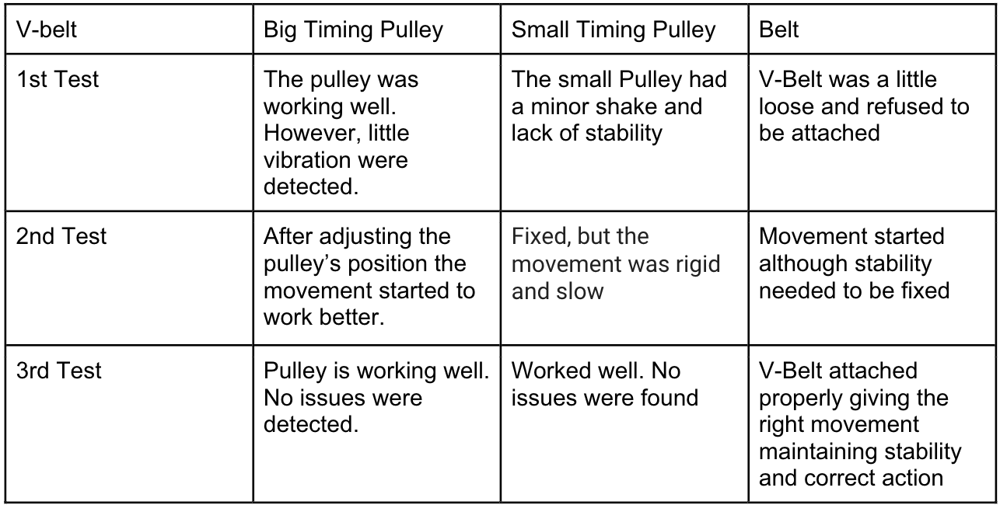 V-belt
Big Timing Pulley
Small Timing Pulley
Belt
1st Test
The pulley was
working well.
However, little
vibration were
detected.
The small Pulley had
a minor shake and
lack of stability
V-Belt was a little
loose and refused to
be attached
2nd Test
After adjusting the
pulley’s position the
movement started to
work better.
Fixed, but the
movement was rigid
and slow
Movement started
although stability
needed to be fixed
3rd Test
Pulley is working well.
No issues were
detected.
Worked well. No
issues were found
V-Belt attached
properly giving the
right movement
maintaining stability
and correct action